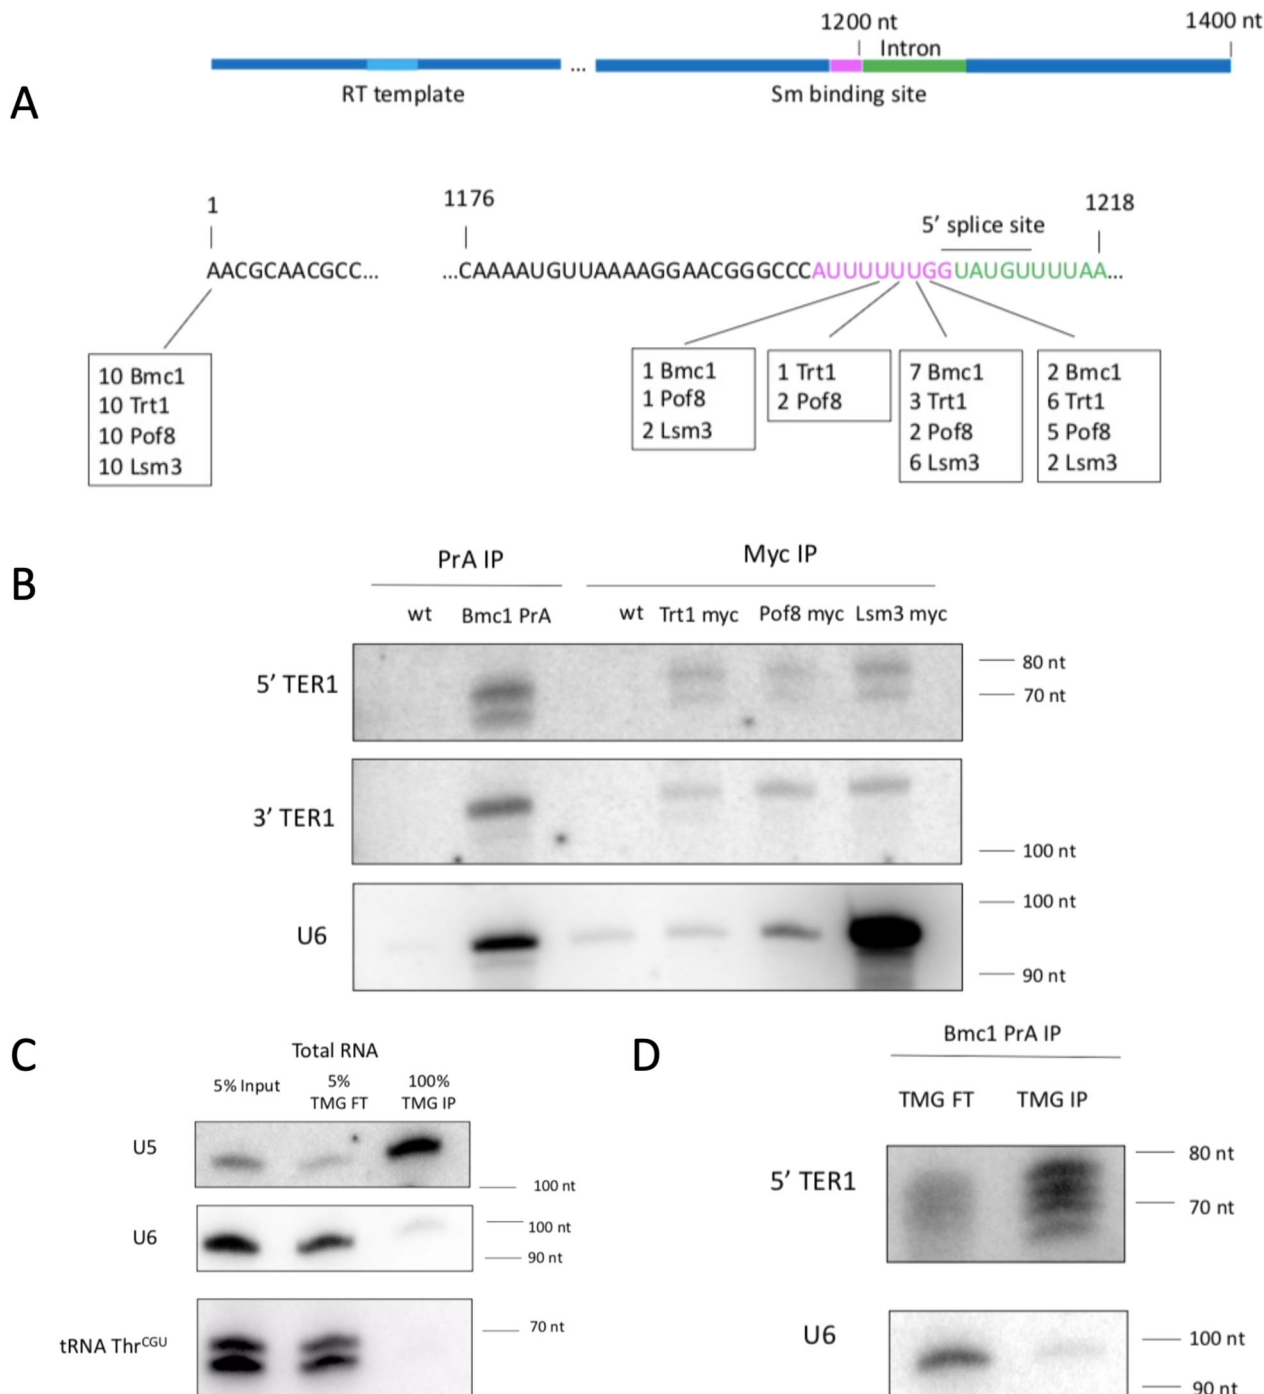 1200 nt
1400 nt
Intron
RT template
...
Sm binding site
A
1
1176
1218
5’ splice site
AACGCAACGCC...
...CAAAAUGUUAAAAGGAACGGGCCCAUUUUUUGGUAUGUUUUAA...
10 Bmc1
10 Trt1
10 Pof8
10 Lsm3
1 Bmc1
1 Pof8
2 Lsm3
1 Trt1
2 Pof8
7 Bmc1
3 Trt1
2 Pof8
6 Lsm3
2 Bmc1
6 Trt1
5 Pof8
2 Lsm3
B
PrA IP
Myc IP
wt Bmc1 PrA wt Trt1 myc Pof8 myc Lsm3 myc
5’ TER1
80 nt
70 nt
3’ TER1
100 nt
U6
100 nt
90 nt
C
Total RNA
5% Input
5%
TMG FT
100%
TMG IP
U5
100 nt
U6
100 nt
90 nt
tRNA ThrCGU
70 nt
D
Bmc1 PrA IP
TMG FT TMG IP
5’ TER1
80 nt
70 nt
U6
100 nt
90 nt